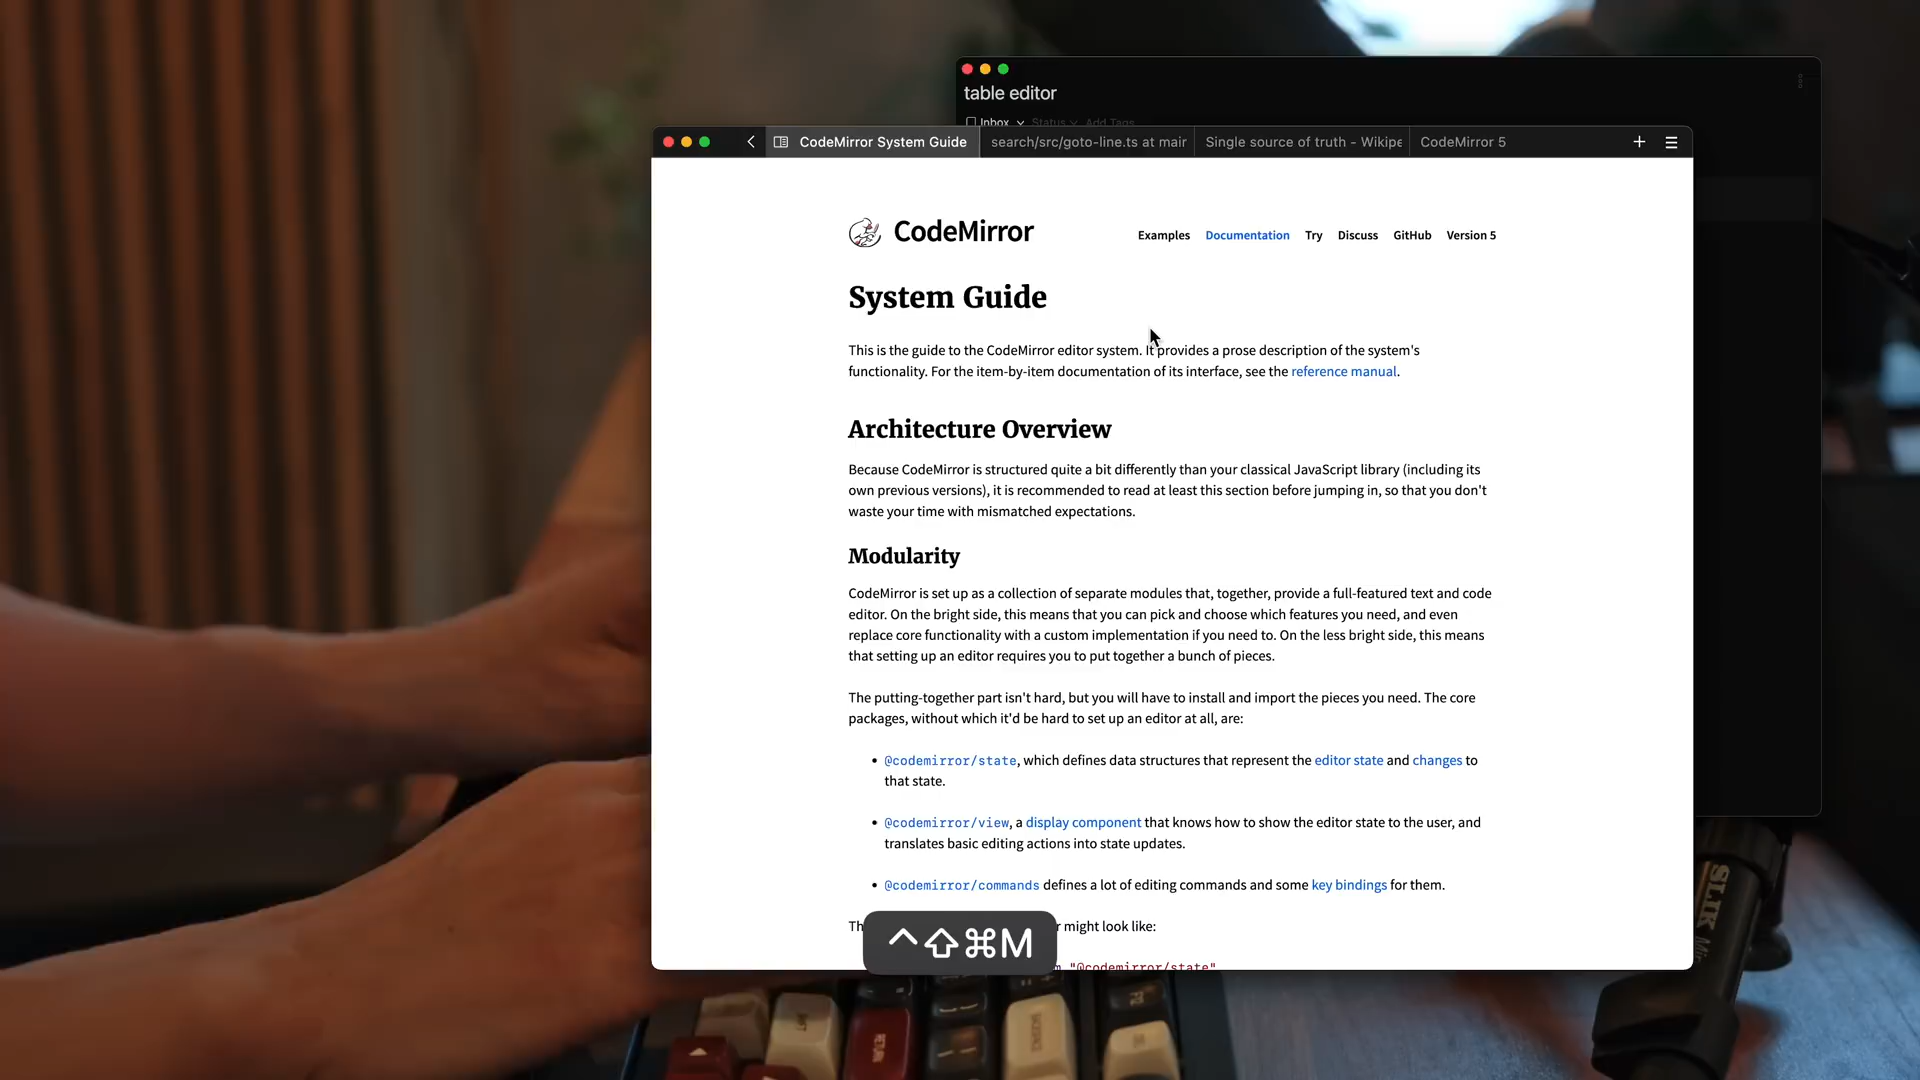 table editor
Inbox Status Add Tags
CodeMirror System Guide
search/src/goto-line.ts at mair
Single source of truth - Wikipe
CodeMirror 5
CodeMirror
Examples Documentation Try Discuss GitHub Version 5
System Guide
This is the guide to the CodeMirror editor system. It provides a prose description of the system's
functionality. For the item-by-item documentation of its interface, see the reference manual.
Architecture Overview
Because CodeMirror is structured quite a bit differently than your classical JavaScript library (including its
own previous versions), it is recommended to read at least this section before jumping in, so that you don't
waste your time with mismatched expectations.
Modularity
CodeMirror is set up as a collection of separate modules that, together, provide a full-featured text and code
editor. On the bright side, this means that you can pick and choose which features you need, and even
replace core functionality with a custom implementation if you need to. On the less bright side, this means
that setting up an editor requires you to put together a bunch of pieces.
The putting-together part isn't hard, but you will have to install and import the pieces you need. The core
packages, without which it'd be hard to set up an editor at all, are:
• @codemirror/state, which defines data structures that represent the editor state and changes to
that state.
• @codemirror/view, a display component that knows how to show the editor state to the user, and
translates basic editing actions into state updates.
• @codemirror/commands defines a lot of editing commands and some key bindings for them.
Th r might look like:
m "@codemirror/state"
^⇧⌘M
SLIK
RETURN
BACKSPACE